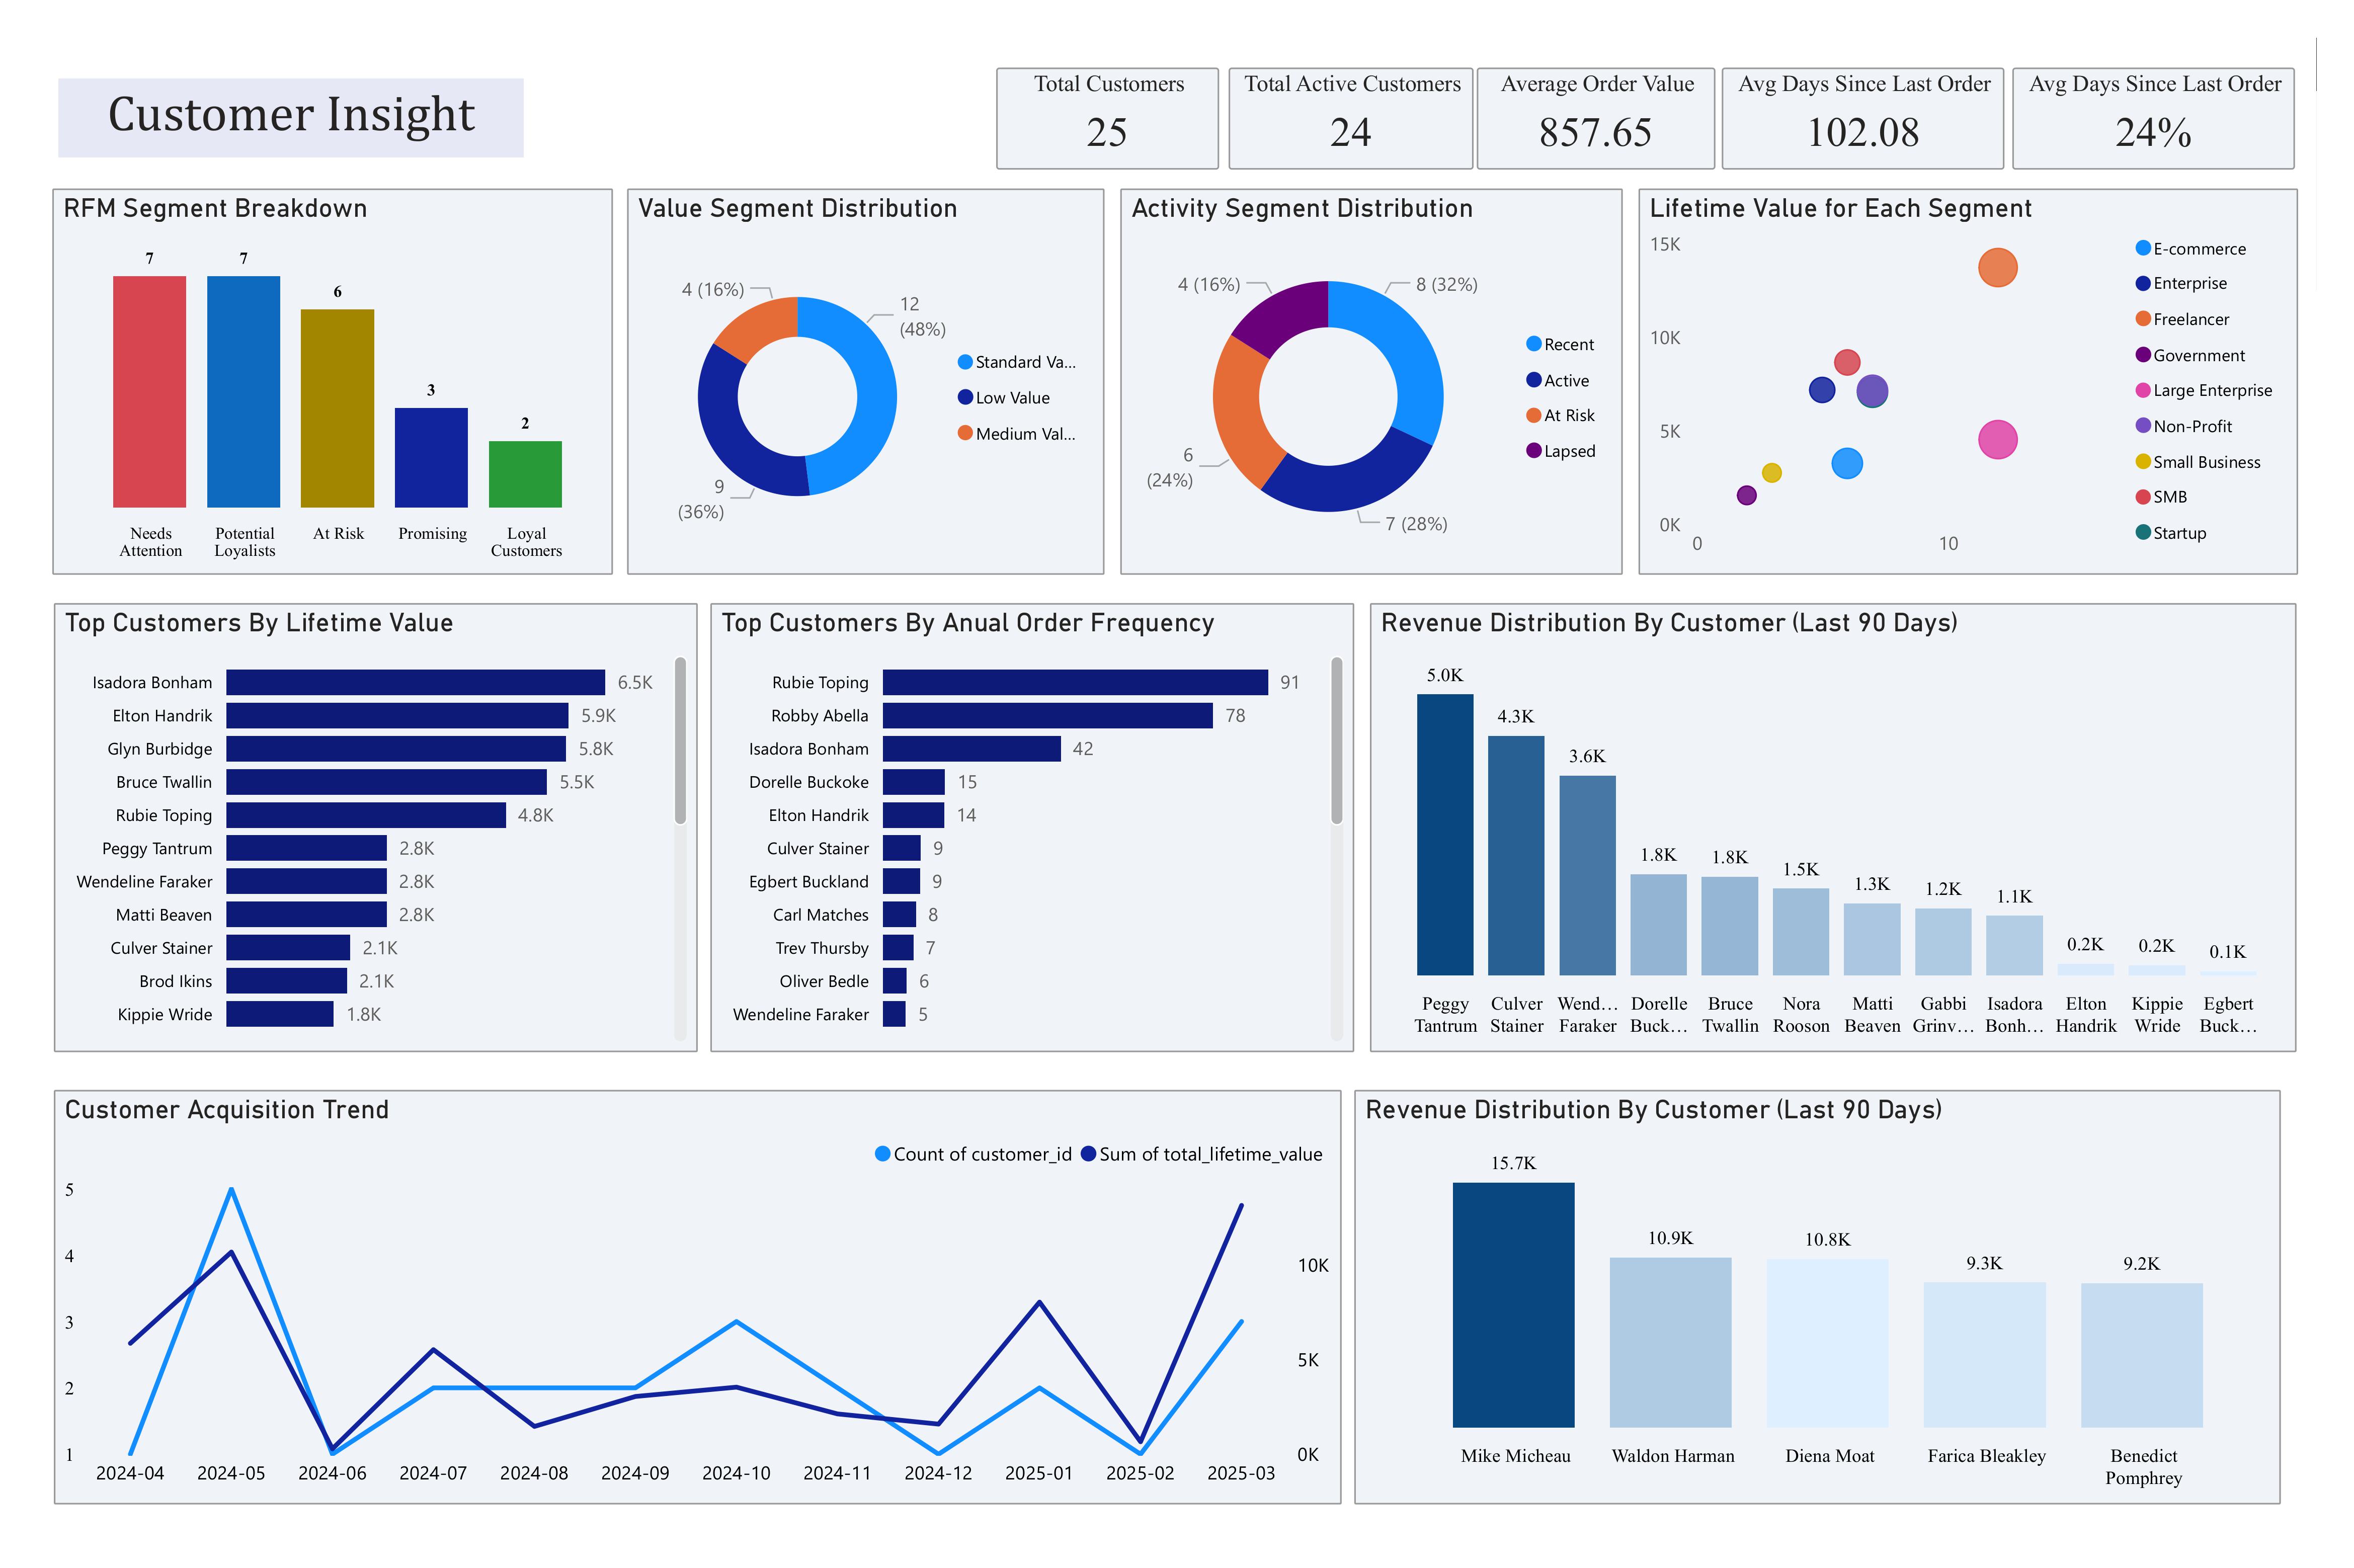 Customer Insight
Total Customers
25
Total Active Customers
24
Average Order Value
857.65
Avg Days Since Last Order
102.08
Avg Days Since Last Order
24%
RFM Segment Breakdown
7
7
6
3
2
Needs
Attention
Potential
Loyalists
At Risk
Promising
Loyal
Customers
Value Segment Distribution
4 (16%)
12
(48%)
9
(36%)
Standard Va...
Low Value
Medium Val...
Activity Segment Distribution
4 (16%)
8 (32%)
6
(24%)
7 (28%)
Recent
Active
At Risk
Lapsed
Lifetime Value for Each Segment
15K
10K
5K
0K
0
10
E-commerce
Enterprise
Freelancer
Government
Large Enterprise
Non-Profit
Small Business
SMB
Startup
Top Customers By Lifetime Value
Isadora Bonham 6.5K
Elton Handrik 5.9K
Glyn Burbidge 5.8K
Bruce Twallin 5.5K
Rubie Toping 4.8K
Peggy Tantrum 2.8K
Wendeline Faraker 2.8K
Matti Beaven 2.8K
Culver Stainer 2.1K
Brod Ikins 2.1K
Kippie Wride 1.8K
Top Customers By Anual Order Frequency
Rubie Toping 91
Robby Abella 78
Isadora Bonham 42
Dorelle Buckoke 15
Elton Handrik 14
Culver Stainer 9
Egbert Buckland 9
Carl Matches 8
Trev Thursby 7
Oliver Bedle 6
Wendeline Faraker 5
Revenue Distribution By Customer (Last 90 Days)
5.0K
4.3K
3.6K
1.8K
1.8K
1.5K
1.3K
1.2K
1.1K
0.2K
0.2K
0.1K
Peggy
Tantrum
Culver
Stainer
Wend...
Faraker
Dorelle
Buck...
Bruce
Twallin
Nora
Rooson
Matti
Beaven
Gabbi
Grinv...
Isadora
Bonh...
Elton
Handrik
Kippie
Wride
Egbert
Buck...
Customer Acquisition Trend
Count of customer_id
Sum of total_lifetime_value
5
4
3
2
1
10K
5K
0K
2024-04 2024-05 2024-06 2024-07 2024-08 2024-09 2024-10 2024-11 2024-12 2025-01 2025-02 2025-03
Revenue Distribution By Customer (Last 90 Days)
15.7K
10.9K
10.8K
9.3K
9.2K
Mike Micheau
Waldon Harman
Diena Moat
Farica Bleakley
Benedict
Pomphrey